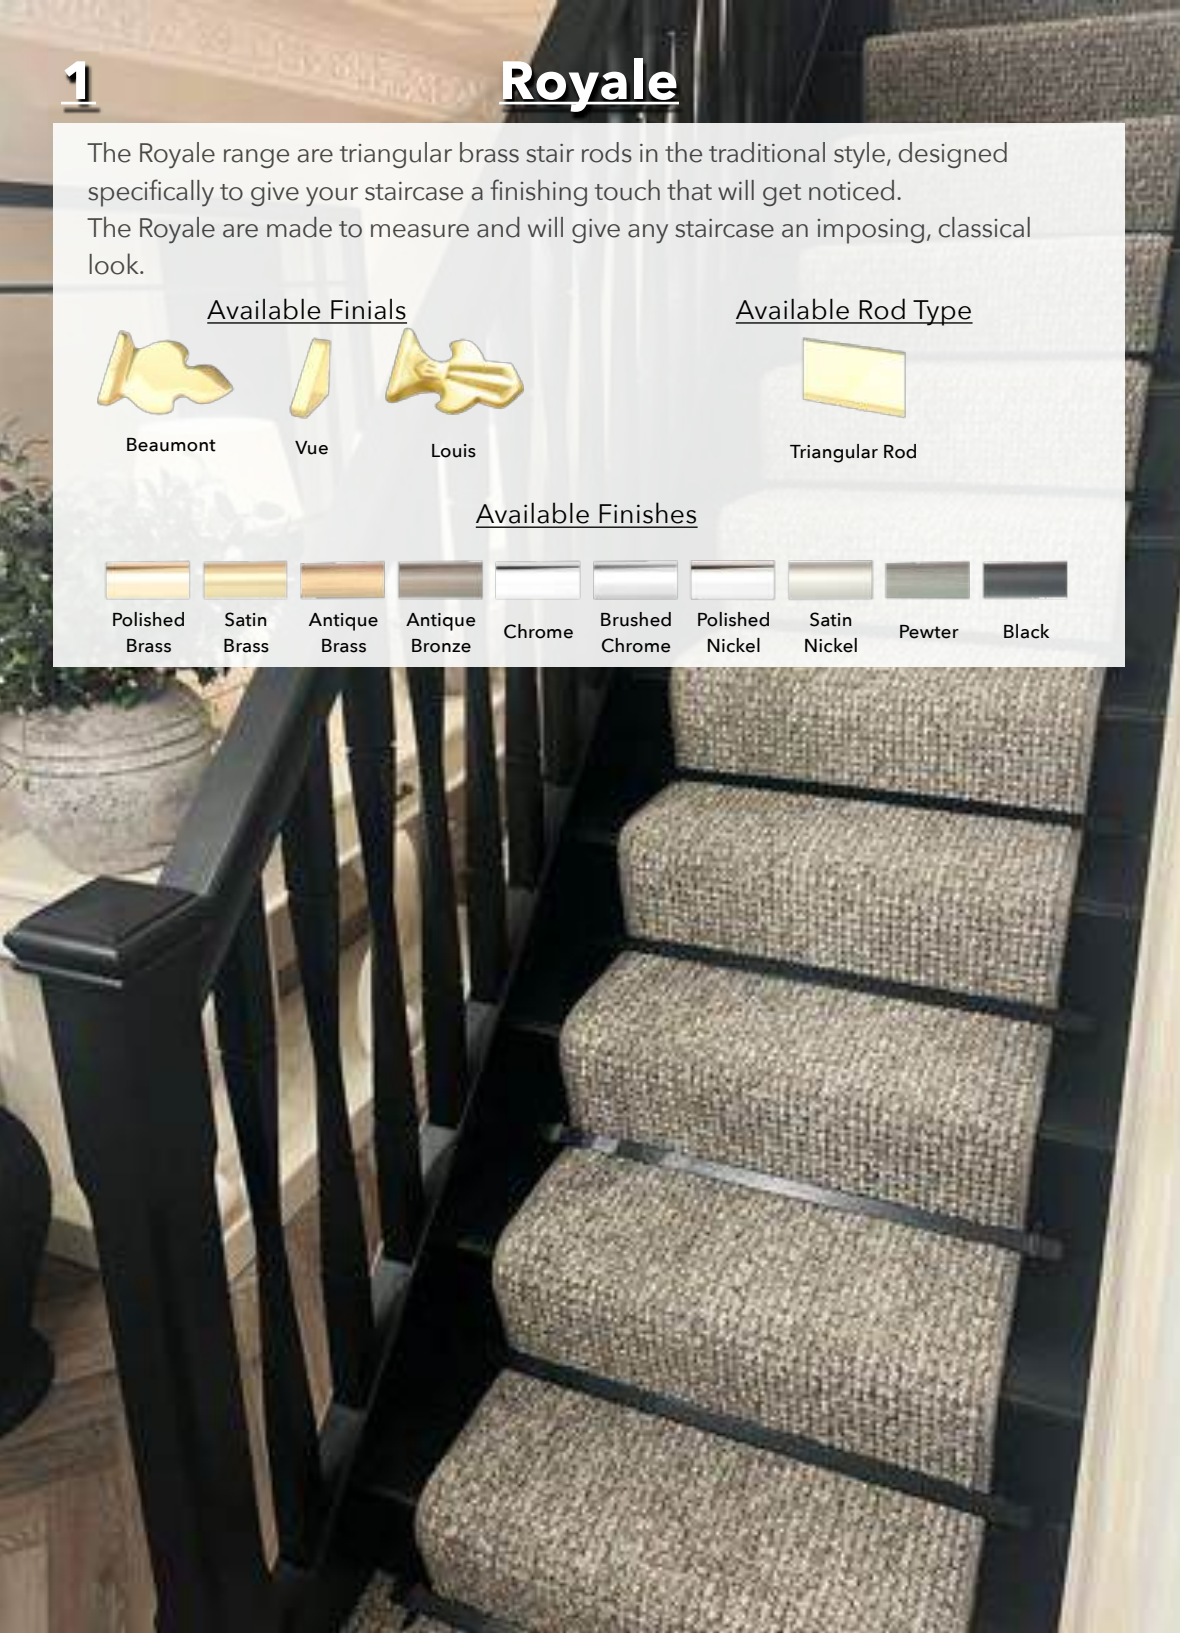 1
Royale
The Royale range are triangular brass stair rods in the traditional style, designed
specifically to give your staircase a finishing touch that will get noticed.
The Royale are made to measure and will give any staircase an imposing, classical
look.
Available Finials
Available Rod Type
Beaumont
Vue
Louis
Triangular Rod
Available Finishes
Polished
Brass
Satin
Brass
Antique
Brass
Antique
Bronze
Chrome
Brushed
Chrome
Polished
Nickel
Satin
Nickel
Pewter
Black